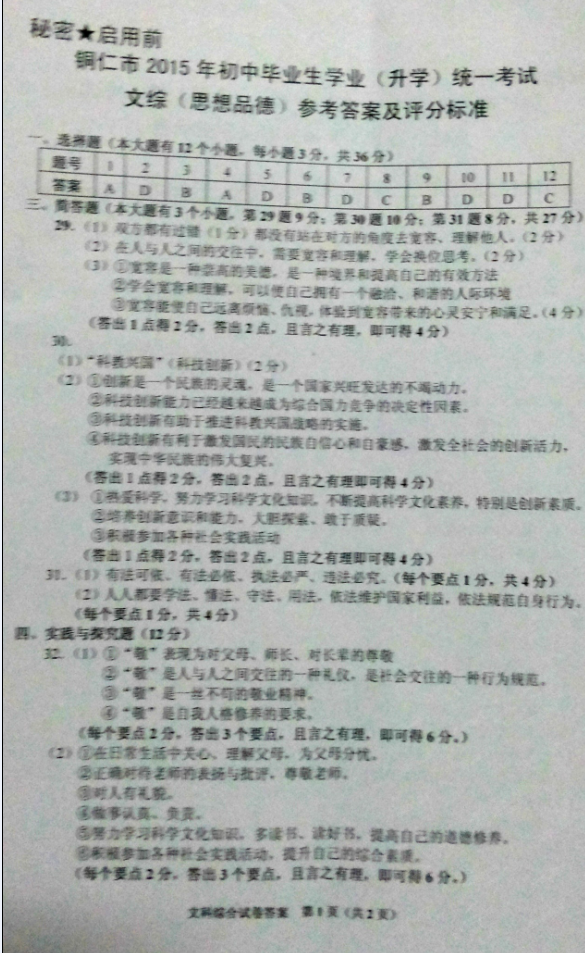 秘密★启用前
铜仁市 2015 年初中毕业生学业（升学）统一考试
文综（思想品德）参考答案及评分标准
一、选择题（本大题有 12 个小题，每小题 3 分，共 36 分）
题号 1 2 3 4 5 6 7 8 9 10 11 12
答案 A D B A D B D C B D D C
三、简答题（本大题有 3 个小题，第 29 题 9 分；第 30 题 10 分；第 31 题 8 分，共 27 分）
29.（1）双方都有过错（1 分）都没有站在对方的角度去宽容、理解他人。（2 分）
（2）在人与人之间的交往中，需要宽容和理解，学会换位思考。（2 分）
（3）①宽容是一种崇高的美德，是一种境界和提高自己的有效方法
②学会宽容和理解，可以使自己拥有一个融洽、和谐的人际环境
③宽容能使自己远离烦恼、仇视，体验到宽容带来的心灵安宁和满足。（4 分）
（答出 1 点得 2 分，答出 2 点，且言之有理，即可得 4 分）
30.
（1）“科教兴国”（科技创新）（2 分）
（2）①创新是一个民族的灵魂，是一个国家兴旺发达的不竭动力。
②科技创新能力已经越来越成为综合国力竞争的决定性因素。
③科技创新有助于推进科教兴国战略的实施。
④科技创新有利于激发国民的民族自信心和自豪感，激发全社会的创新活力，
实现中华民族的伟大复兴。
（答出 1 点得 2 分，答出 2 点，且言之有理即可得 4 分）
（3）①热爱科学，努力学习科学文化知识，不断提高科学文化素养，特别是创新素质。
②培养创新意识和能力，大胆探索、敢于质疑。
③积极参加各种社会实践活动
（答出 1 点得 2 分，答出 2 点，且言之有理即可得 4 分）
31.（1）有法可依、有法必依、执法必严、违法必究。（每个要点 1 分，共 4 分）
（2）人人都要学法、懂法、守法、用法，依法维护国家利益，依法规范自身行为。
（每个要点 1 分，共 4 分）
四、实践与探究题（12 分）
32.（1）①“敬”表现为对父母、师长、对长辈的尊敬
②“敬”是人与人之间交往的一种礼仪，是社会交往的一种行为规范。
③“敬”是一丝不苟的敬业精神。
④“敬”是自我人格修养的要求。
（每个要点 2 分，答出 3 个要点，且言之有理，即可得 6 分。）
（2）①在日常生活中关心、理解父母，为父母分忧。
②正确对待老师的表扬与批评，尊敬老师。
③对人有礼貌。
④做事认真、负责。
⑤努力学习科学文化知识，多读书、读好书，提高自己的道德修养。
⑥积极参加各种社会实践活动，提升自己的综合素质。
（每个要点 2 分，答出 3 个要点，且言之有理，即可得 6 分。）
文科综合试卷答案 第 1 页（共 2 页）